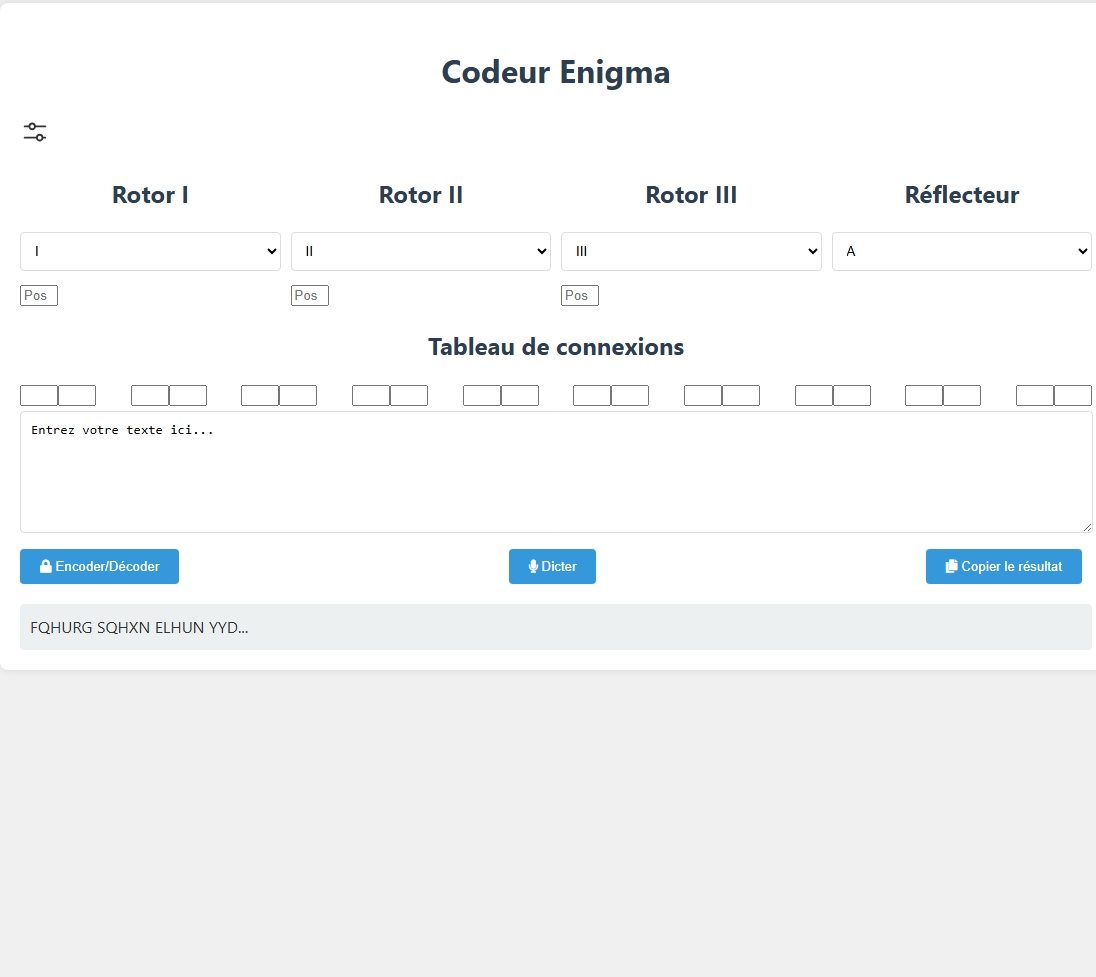 Codeur Enigma
Rotor I Rotor II Rotor III Réflecteur
I II III A
Pos Pos Pos
Tableau de connexions
Entrez votre texte ici...
Encoder/Décoder Dicter Copier le résultat
FQHURG SQHXN ELHUN YYD...